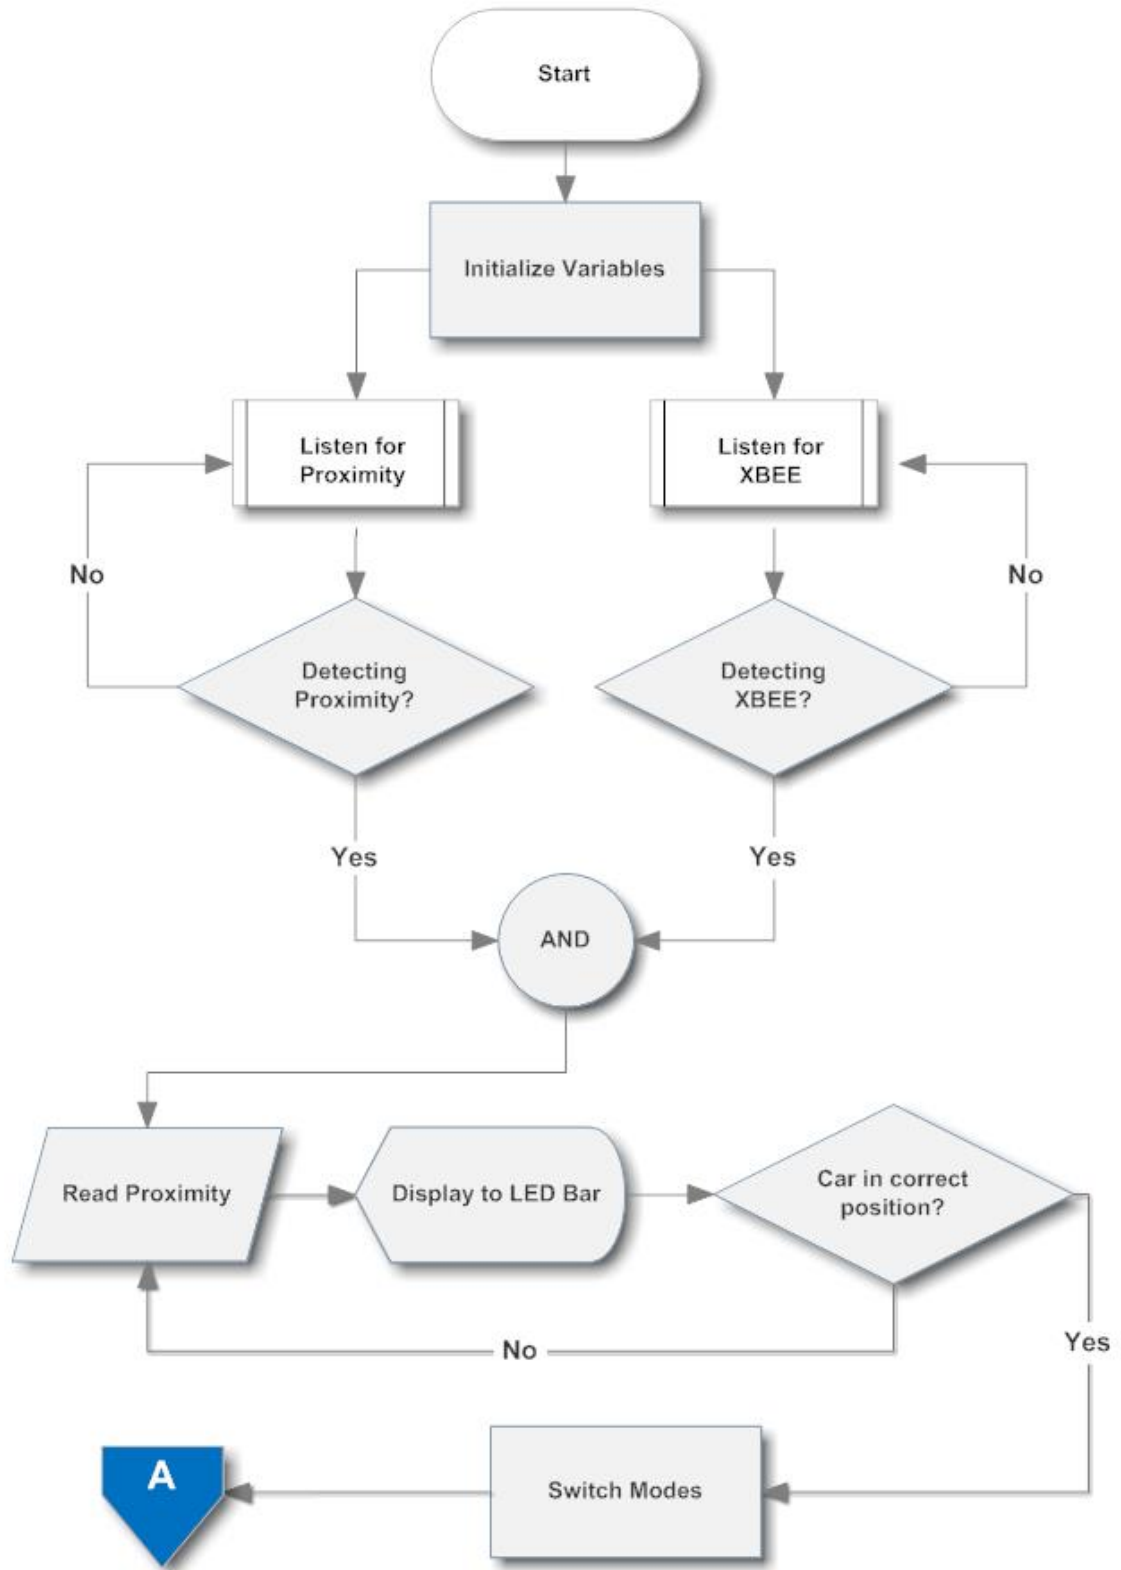 Start
Initialize Variables
Listen for
Proximity
Listen for
XBEE
No
No
Detecting
Proximity?
Detecting
XBEE?
Yes
Yes
AND
Read Proximity
Display to LED Bar
Car in correct
position?
No
Yes
A
Switch Modes